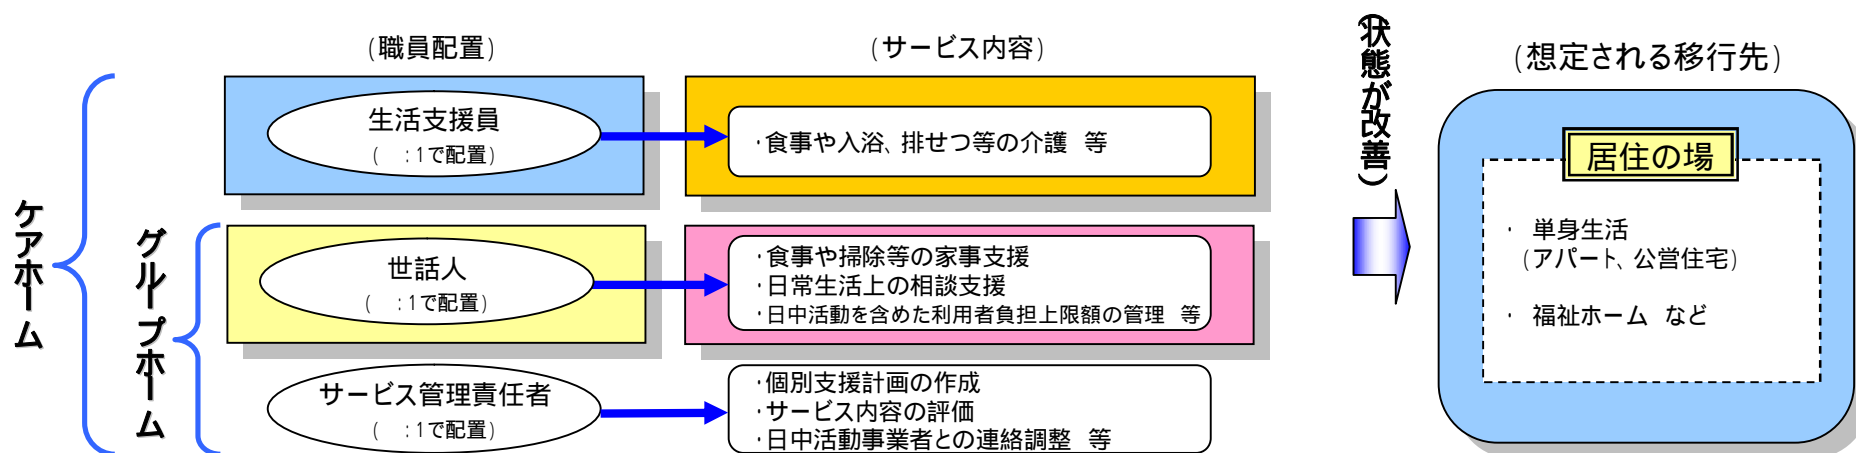 (職員配置)
(サービス内容)
(状態が改善)
(想定される移行先)
ケアホーム
グループホーム
生活支援員
( :1で配置)
・食事や入浴、排せつ等の介護 等
世話人
( :1で配置)
・食事や掃除等の家事支援
・日常生活上の相談支援
・日中活動を含めた利用者負担上限額の管理 等
サービス管理責任者
( :1で配置)
・個別支援計画の作成
・サービス内容の評価
・日中活動事業者との連絡調整 等
居住の場
・ 単身生活
(アパート、公営住宅)
・ 福祉ホーム など